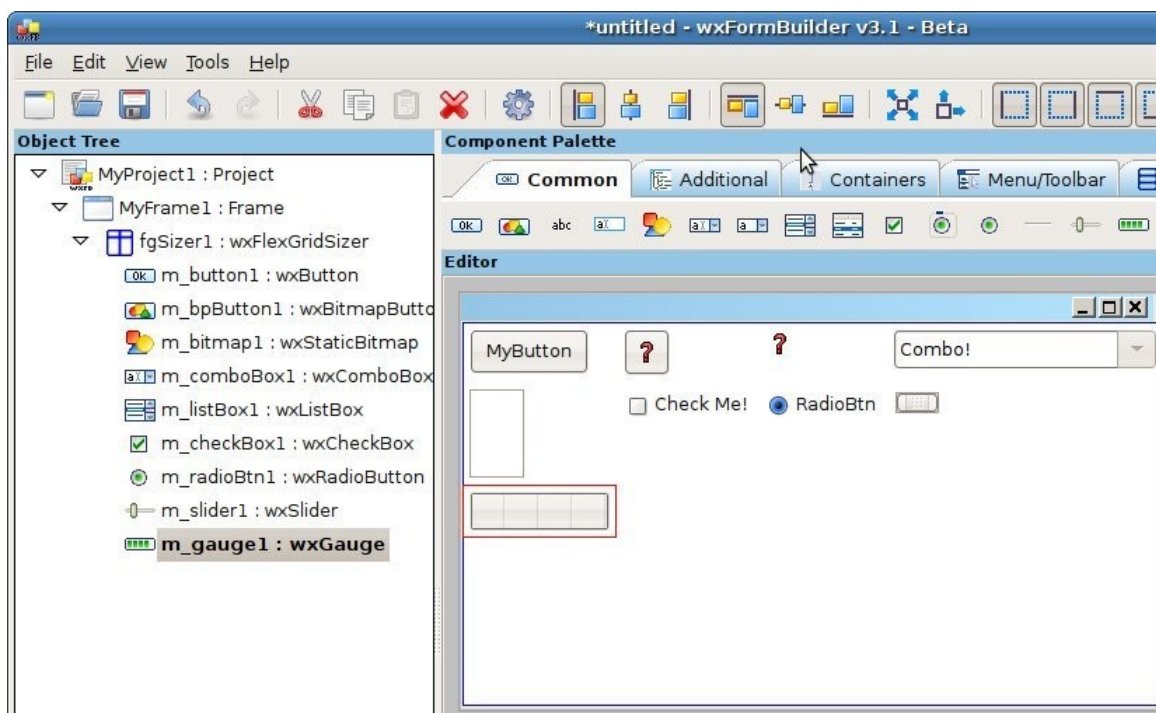 *untitled - wxFormBuilder v3.1 - Beta
File Edit View Tools Help
Object Tree
MyProject1 : Project
MyFrame1 : Frame
fgSizer1 : wxFlexGridSizer
m_button1 : wxButton
m_bpButton1 : wxBitmapButto
m_bitmap1 : wxStaticBitmap
m_comboBox1 : wxComboBox
m_listBox1 : wxListBox
m_checkBox1 : wxCheckBox
m_radioBtn1 : wxRadioButton
m_slider1 : wxSlider
m_gauge1 : wxGauge
Component Palette
Common Additional Containers Menu/Toolbar
OK abc
Editor
MyButton ? ? Combo!
Check Me! RadioBtn